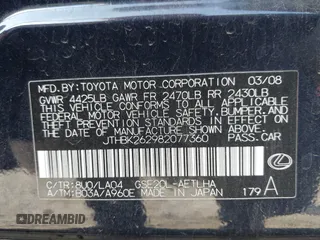 MFD. BY: TOYOTA MOTOR CORPORATION 03/08
GVWR 4425LB GAWR FR 2470LB RR 2430LB
THIS VEHICLE CONFORMS TO ALL APPLICABLE
FEDERAL MOTOR VEHICLE SAFETY, BUMPER, AND
THEFT PREVENTION STANDARDS IN EFFECT ON
THE DATE OF MANUFACTURE SHOWN ABOVE.
JTHBK262982077360 PASS.CAR
C/TR:8U0/LA04 GSE20L-AETLHA
A/TM:B03A/A960E MADE IN JAPAN 179A
CARDEBID